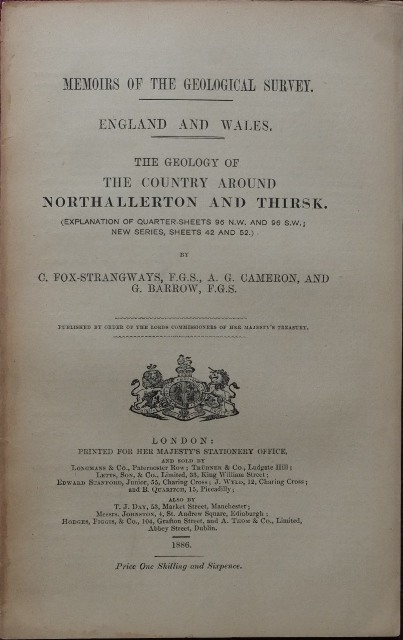 MEMOIRS OF THE GEOLOGICAL SURVEY.
ENGLAND AND WALES.
THE GEOLOGY OF
THE COUNTRY AROUND
NORTHALLERTON AND THIRSK.
(EXPLANATION OF QUARTER-SHEETS 96 N.W. AND 96 S.W.;
NEW SERIES, SHEETS 42 AND 52.)
BY
C. FOX-STRANGWAYS, F.G.S., A. G. CAMERON, AND
G. BARROW, F.G.S.
PUBLISHED BY ORDER OF THE LORDS COMMISSIONERS OF HER MAJESTY'S TREASURY.
LONDON:
PRINTED FOR HER MAJESTY'S STATIONERY OFFICE,
AND SOLD BY
LONGMANS & Co., Paternoster Row; TRÜBNER & Co., Ludgate Hill;
LETTS, SON, & Co., Limited, 33, King William Street;
EDWARD STANFORD, Junior, 55, Charing Cross; J. WYLD, 12, Charing Cross;
and B. QUARITCH, 15, Piccadilly;
ALSO BY
T. J. DAY, 53, Market Street, Manchester;
Messrs. JOHNSTON, 4, St. Andrew Square, Edinburgh;
HODGES, FIGGIS, & Co., 104, Grafton Street, and A. THOM & Co., Limited,
Abbey Street, Dublin.
1886.
Price One Shilling and Sixpence.